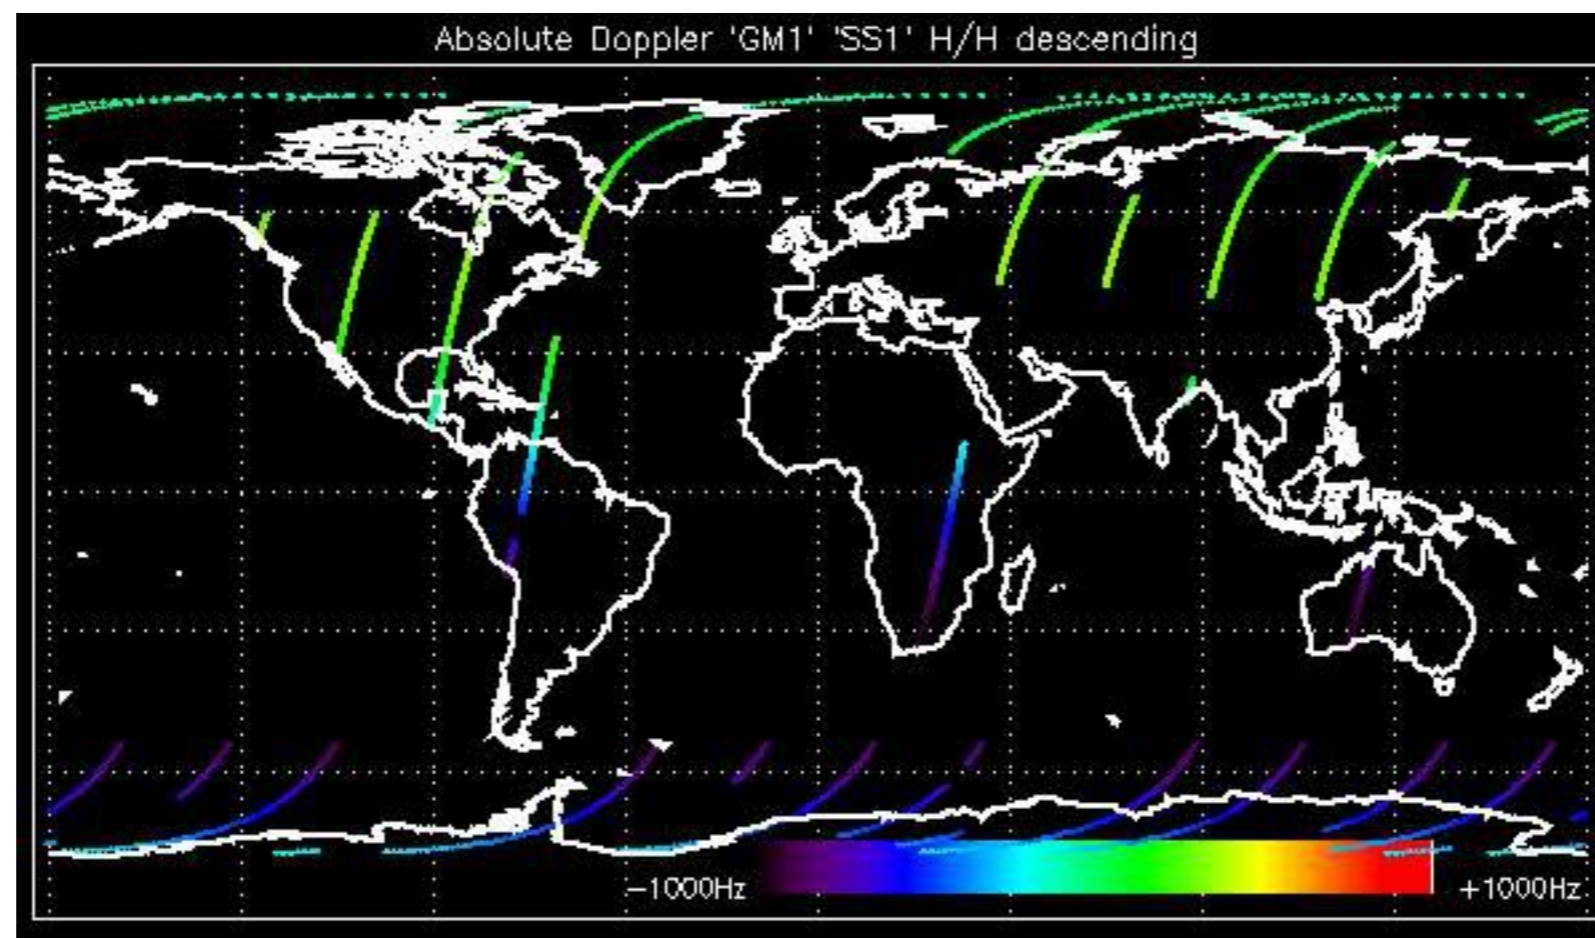 Absolute Doppler 'GM1' 'SS1' H/H descending
−1000Hz
+1000Hz